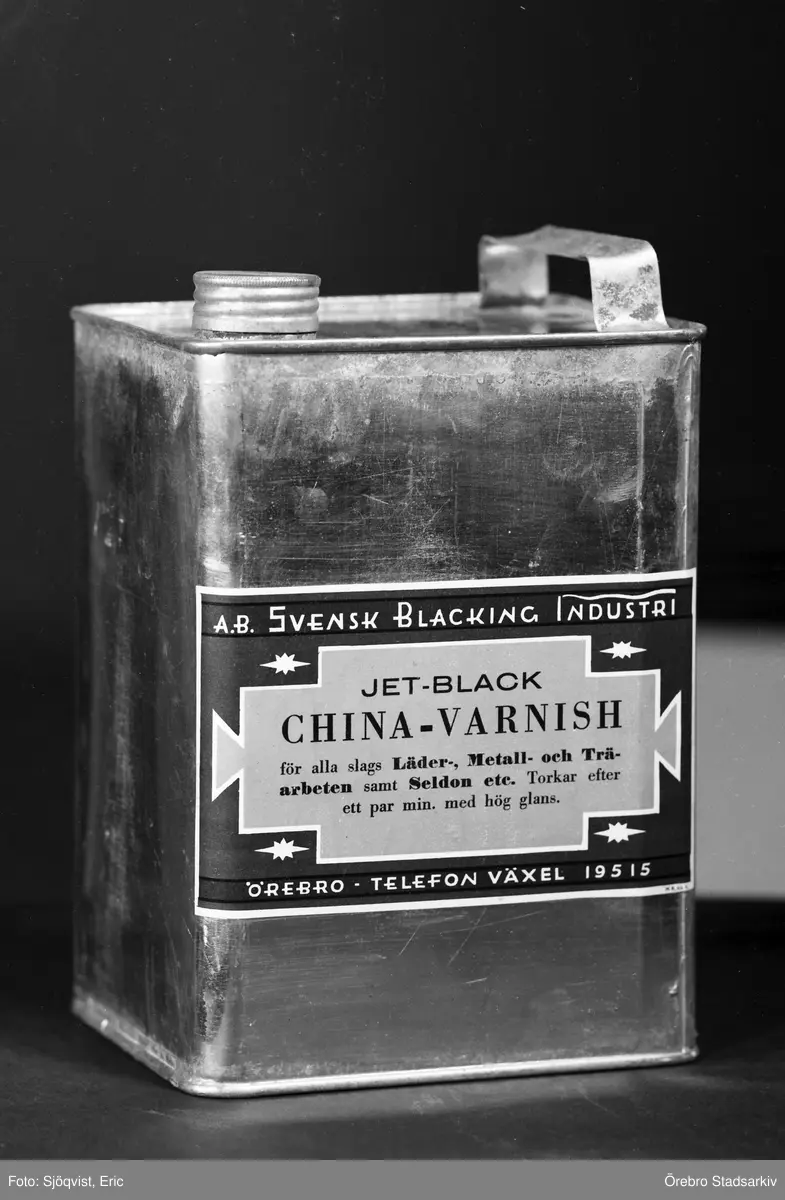 A.B. SVENSK BLACKING INDUSTRI
JET-BLACK
CHINA-VARNISH
för alla slags Läder-, Metall- och Trä-
arbeten samt Seldon etc. Torkar efter
ett par min. med hög glans.
ÖREBRO - TELEFON VÄXEL 19515
Foto: Sjöqvist, Eric
Örebro Stadsarkiv